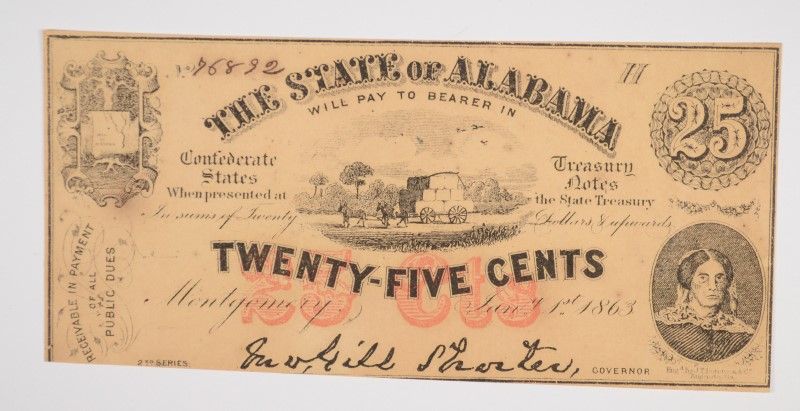 No. 76892
H
THE STATE OF ALABAMA
WILL PAY TO BEARER IN
25
Confederate States
Treasury Notes
When presented at
the State Treasury
In sums of Twenty
Dollars, & upwards
TWENTY-FIVE CENTS
25 Cts
Montgomery
Jany 1st 1863
RECEIVABLE IN PAYMENT
OF ALL
PUBLIC DUES
2ND SERIES.
Jno. Gill Shorter,
GOVERNOR